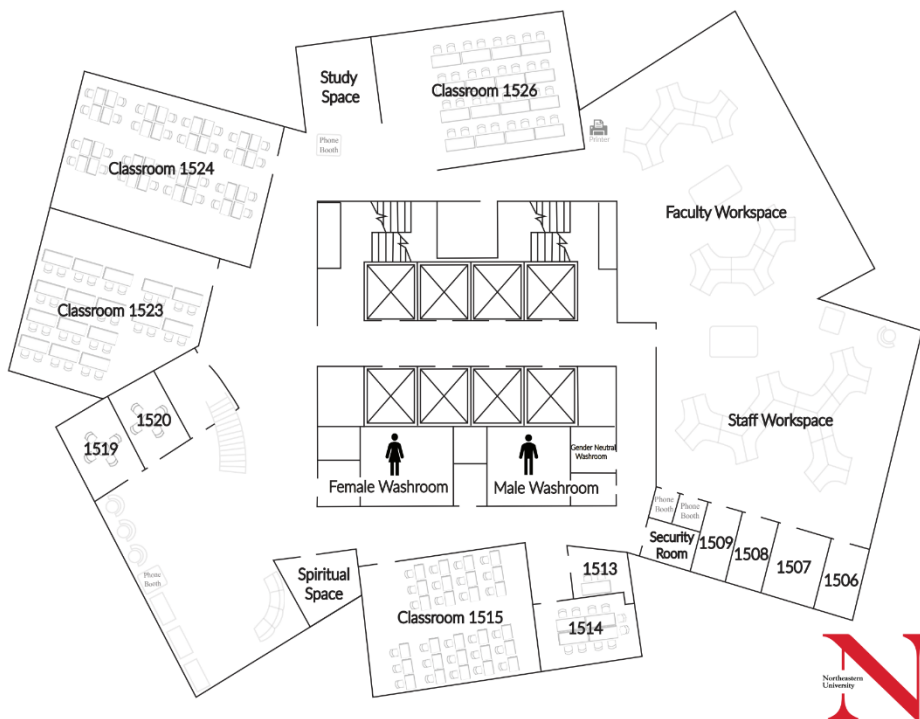 Study
Space
Classroom 1526
Phone
Booth
Printer
Classroom 1524
Faculty Workspace
Classroom 1523
Staff Workspace
1520
1519
Gender Neutral
Washroom
Female Washroom
Male Washroom
Phone
Booth
Phone
Booth
Security
Room
1509
1508
1507
1506
Phone
Booth
Spiritual
Space
1513
Classroom 1515
1514
Northeastern
University
N